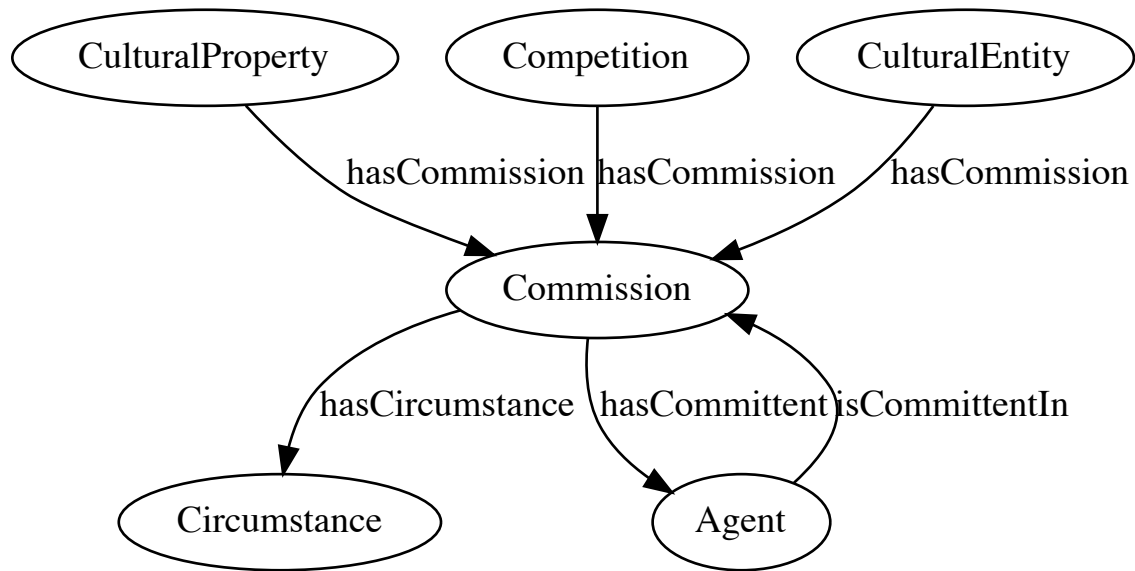 CulturalProperty
Competition
CulturalEntity
hasCommission
hasCommission
hasCommission
Commission
hasCircumstance
hasCommittent
isCommittentIn
Circumstance
Agent